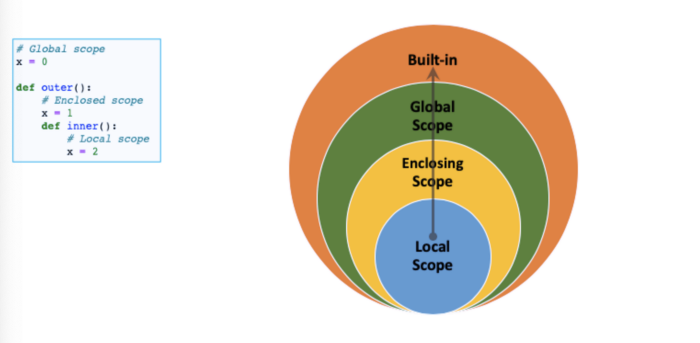 # Global scope
x = 0
def outer():
# Enclosed scope
x = 1
def inner():
# Local scope
x = 2
Built-in
Global
Scope
Enclosing
Scope
Local
Scope